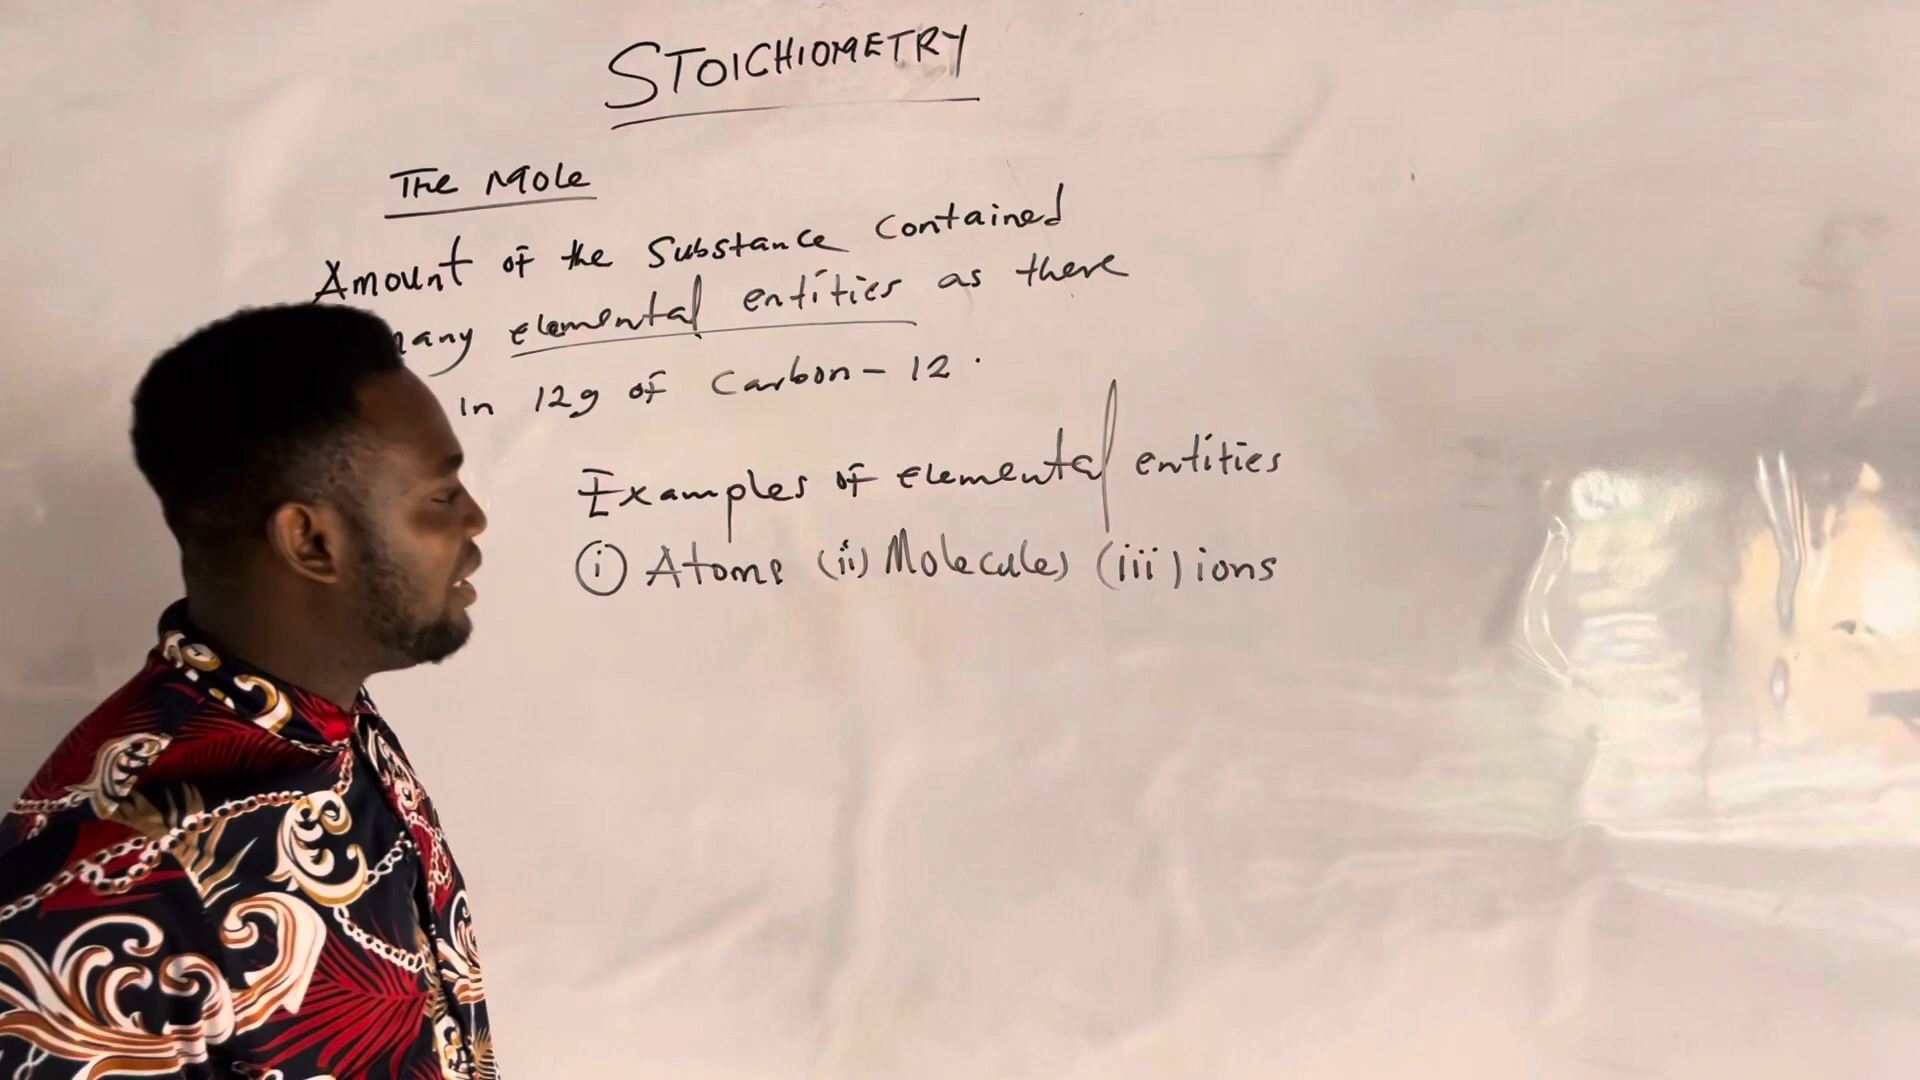 STOICHIOMETRY
The Mole
Amount of the Substance contained
many elemental entities as there
in 12g of Carbon-12.
Examples of elemental entities
(i) Atoms (ii) Molecules (iii) ions